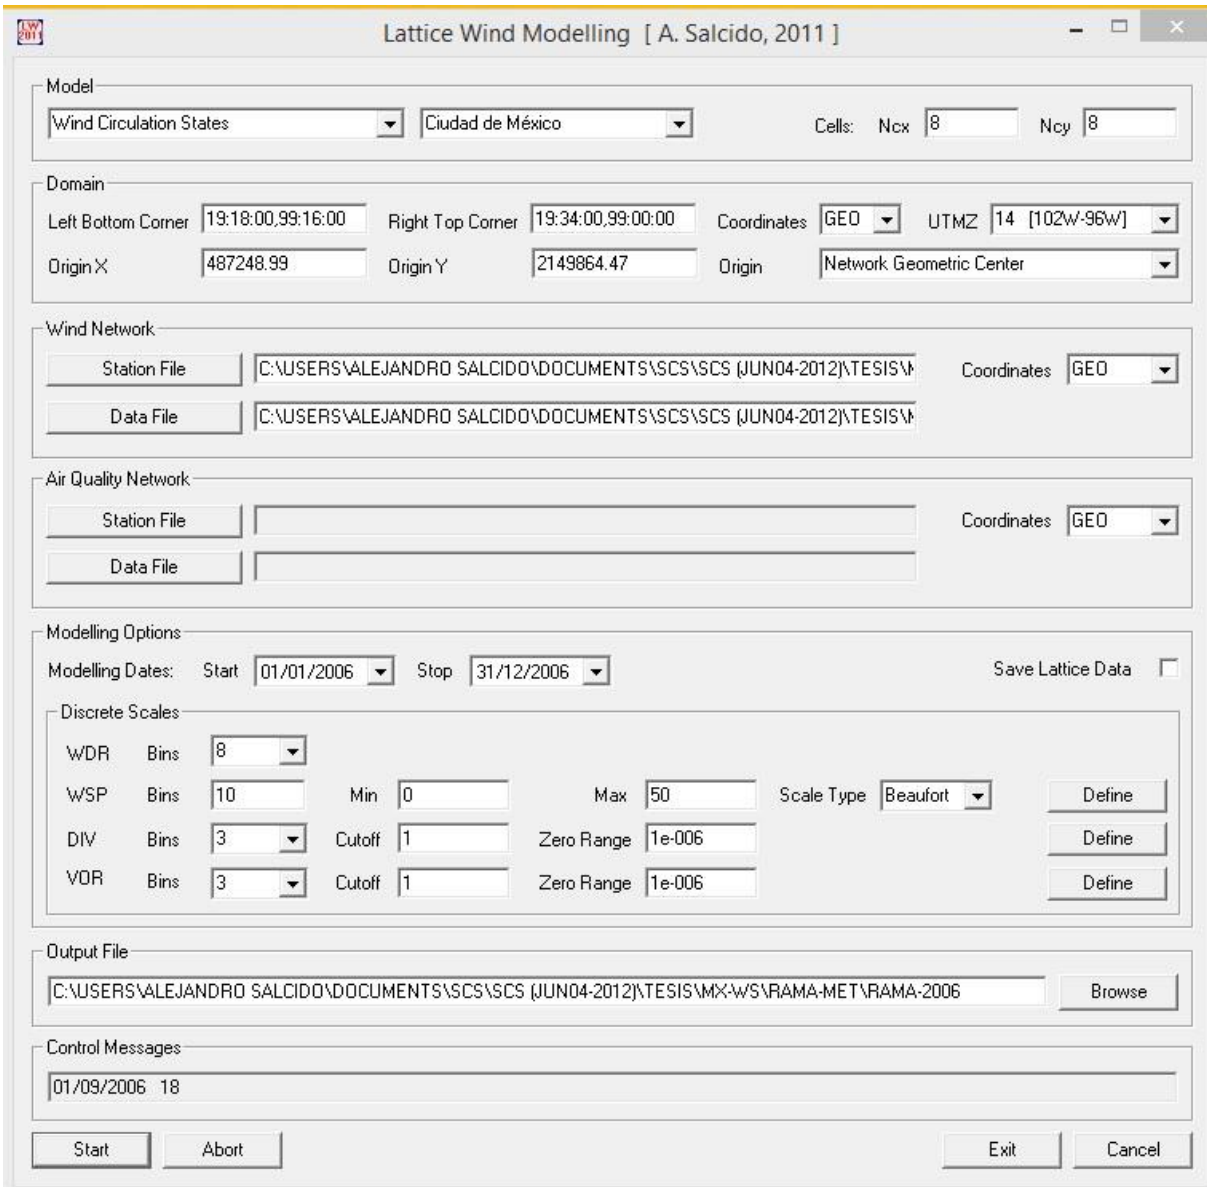 LW
2011
Lattice Wind Modelling [ A. Salcido, 2011 ]
Model
Wind Circulation States Ciudad de México Cells: Ncx 8 Ncy 8
Domain
Left Bottom Corner 19:18:00,99:16:00 Right Top Corner 19:34:00,99:00:00 Coordinates GEO UTMZ 14 [102W-96W]
Origin X 487248.99 Origin Y 2149864.47 Origin Network Geometric Center
Wind Network
Station File C:\USERS\ALEJANDRO SALCIDO\DOCUMENTS\SCS\SCS (JUN04-2012)\TESIS\ Coordinates GEO
Data File C:\USERS\ALEJANDRO SALCIDO\DOCUMENTS\SCS\SCS (JUN04-2012)\TESIS\
Air Quality Network
Station File Coordinates GEO
Data File
Modelling Options
Modelling Dates: Start 01/01/2006 Stop 31/12/2006 Save Lattice Data
Discrete Scales
WDR Bins 8
WSP Bins 10 Min 0 Max 50 Scale Type Beaufort Define
DIV Bins 3 Cutoff 1 Zero Range 1e-006 Define
VOR Bins 3 Cutoff 1 Zero Range 1e-006 Define
Output File
C:\USERS\ALEJANDRO SALCIDO\DOCUMENTS\SCS\SCS (JUN04-2012)\TESIS\MX-WS\RAMA-MET\RAMA-2006 Browse
Control Messages
01/09/2006 18
Start Abort Exit Cancel